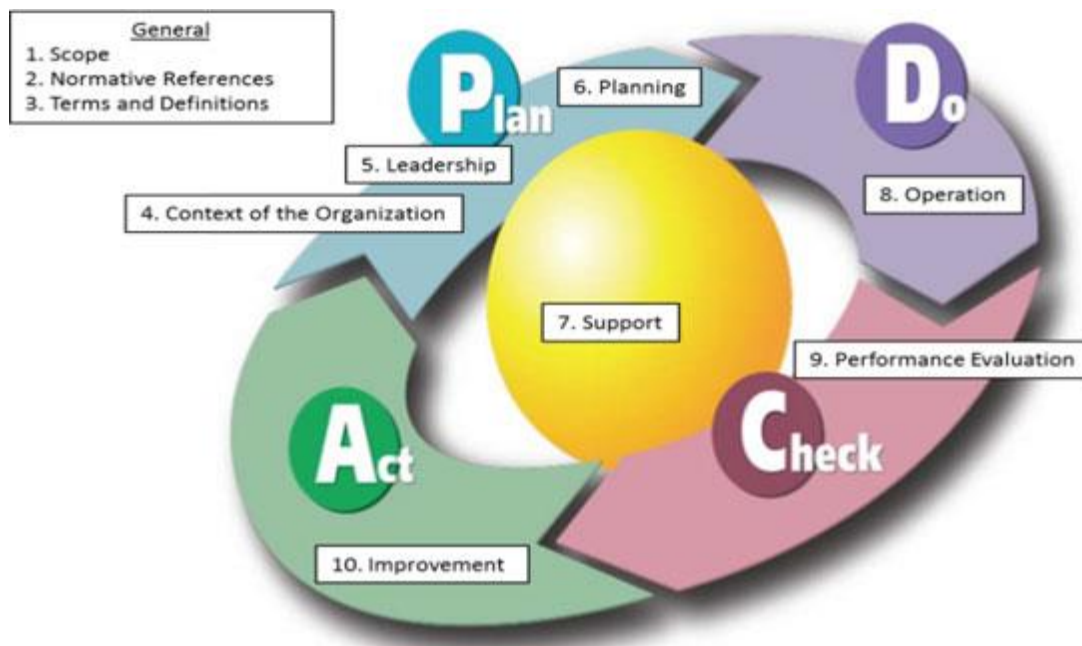 General
1. Scope
2. Normative References
3. Terms and Definitions
Plan
6. Planning
5. Leadership
4. Context of the Organization
Do
8. Operation
7. Support
9. Performance Evaluation
Check
Act
10. Improvement